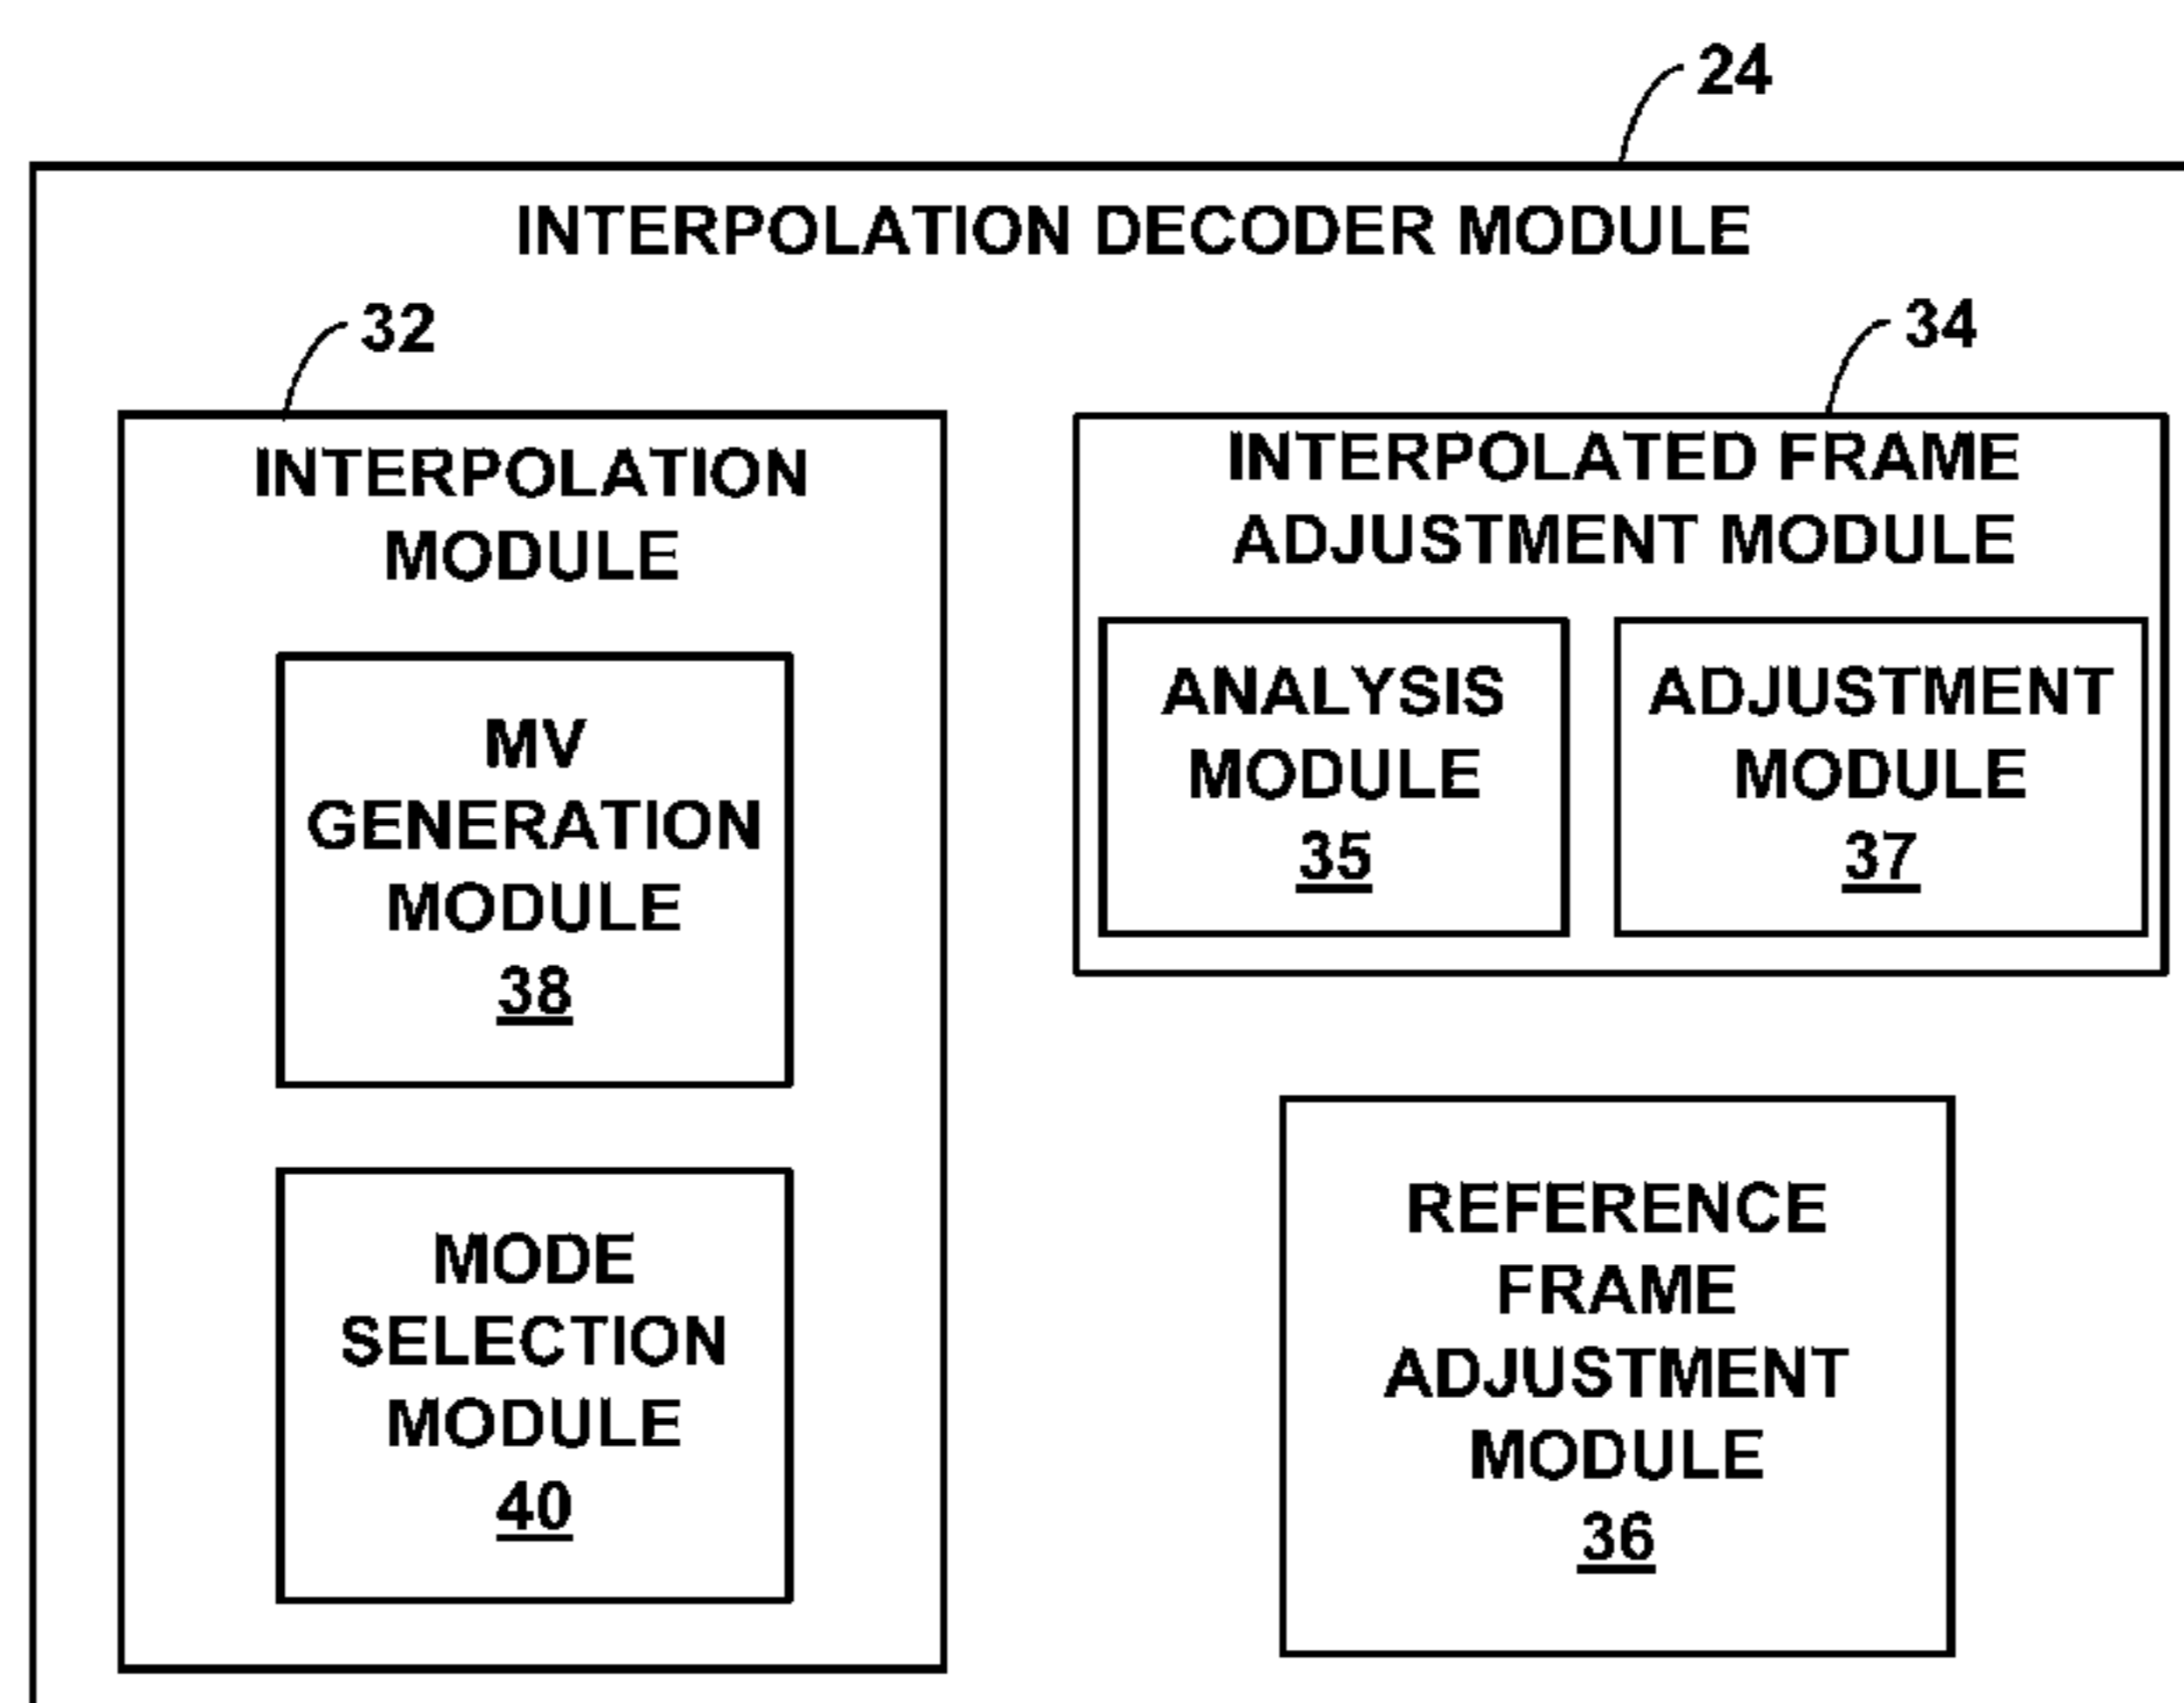 24
INTERPOLATION DECODER MODULE
32
INTERPOLATION
MODULE
MV
GENERATION
MODULE
38
MODE
SELECTION
MODULE
40
34
INTERPOLATED FRAME
ADJUSTMENT MODULE
ANALYSIS
MODULE
35
ADJUSTMENT
MODULE
37
REFERENCE
FRAME
ADJUSTMENT
MODULE
36